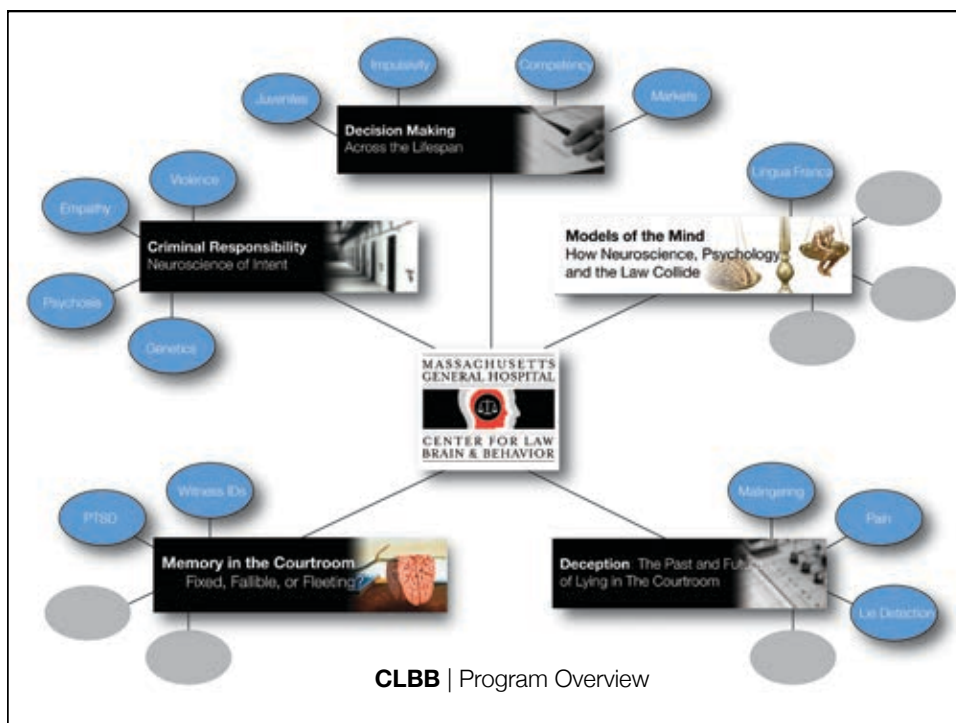 Impulsivity
Competency
Juveniles
Markets
Decision Making
Across the Lifespan
Violence
Empathy
Criminal Responsibility
Neuroscience of Intent
Psychosis
Genetics
Lingua Franca
Models of the Mind
How Neuroscience, Psychology
and the Law Collide
MASSACHUSETTS
GENERAL HOSPITAL
CENTER FOR LAW
BRAIN & BEHAVIOR
Witness IDs
PTSD
Memory in the Courtroom
Fixed, Fallible, or Fleeting?
Malingering
Pain
Deception: The Past and Future
of Lying in The Courtroom
Lie Detection
CLBB | Program Overview